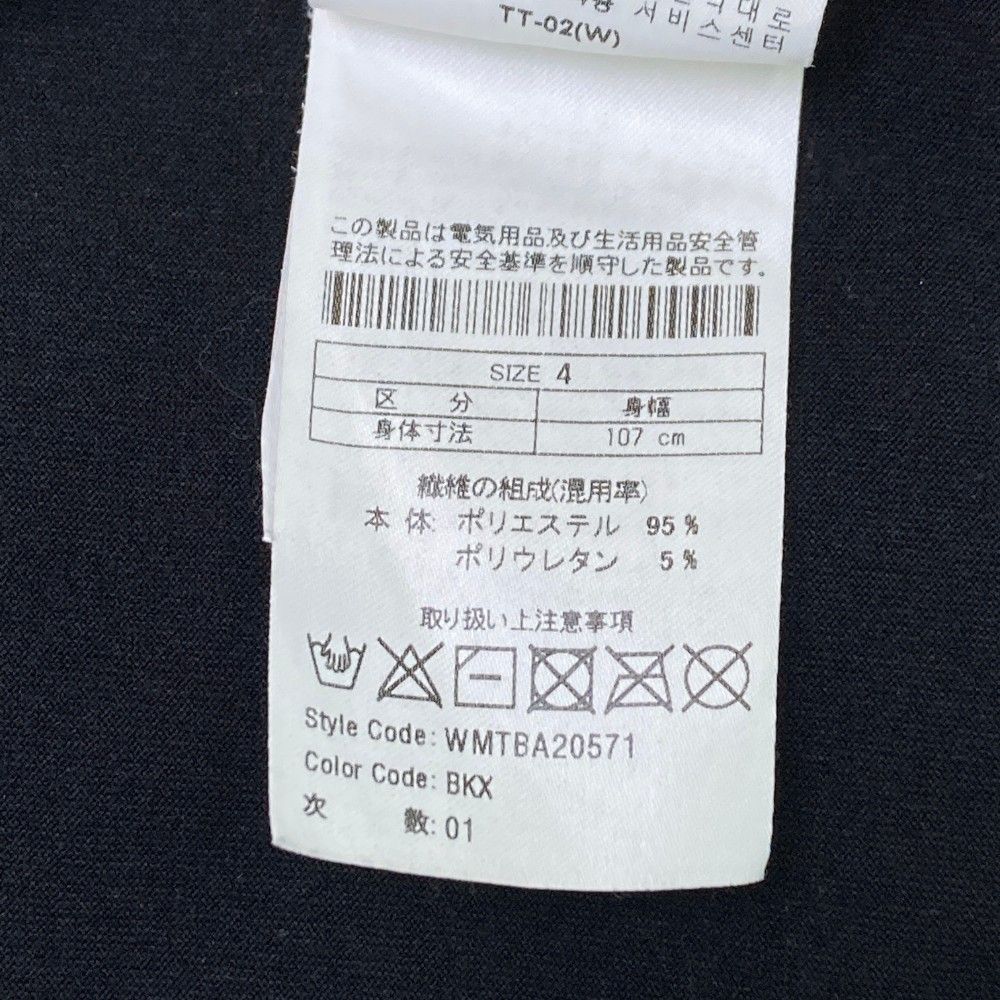 대로
TT-02(W) 서비스센터
この製品は電気用品及び生活用品安全管
理法による安全基準を順守した製品です。
SIZE 4
区 分 身幅
身体寸法 107 cm
繊維の組成(混用率)
本 体: ポリエステル 95 %
ポリウレタン 5 %
取り扱い上注意事項
Style Code: WMTBA20571
Color Code: BKX
次 数: 01